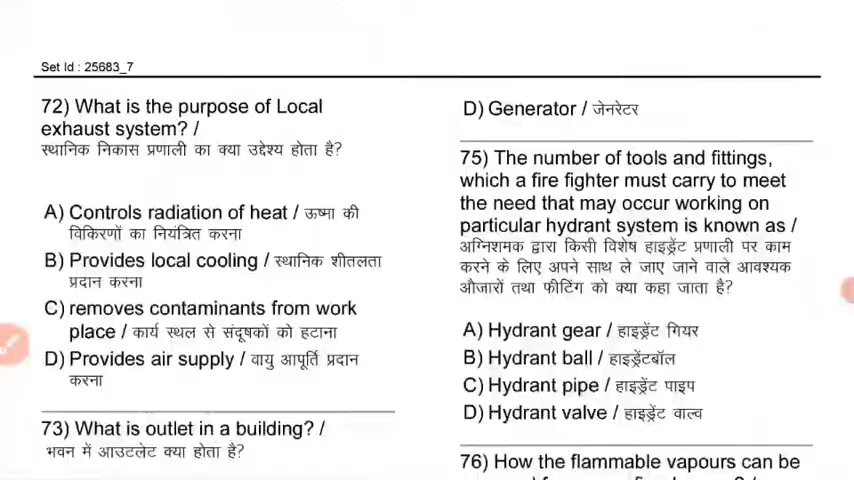 Set Id : 25683_7
72) What is the purpose of Local
exhaust system? /
स्थानिक निकास प्रणाली का क्या उद्देश्य होता है?
A) Controls radiation of heat / ऊष्मा की
विकिरणों का नियंत्रित करना
B) Provides local cooling / स्थानिक शीतलता
प्रदान करना
C) removes contaminants from work
place / कार्य स्थल से संदूषकों को हटाना
D) Provides air supply / वायु आपूर्ति प्रदान
करना
73) What is outlet in a building? /
भवन में आउटलेट क्या होता है?
D) Generator / जेनरेटर
75) The number of tools and fittings,
which a fire fighter must carry to meet
the need that may occur working on
particular hydrant system is known as /
अग्निशमक द्वारा किसी विशेष हाइड्रेंट प्रणाली पर काम
करने के लिए अपने साथ ले जाए जाने वाले आवश्यक
औजारों तथा फीटिंग को क्या कहा जाता है?
A) Hydrant gear / हाइड्रेंट गियर
B) Hydrant ball / हाइड्रेंटबॉल
C) Hydrant pipe / हाइड्रेंट पाइप
D) Hydrant valve / हाइड्रेंट वाल्व
76) How the flammable vapours can be